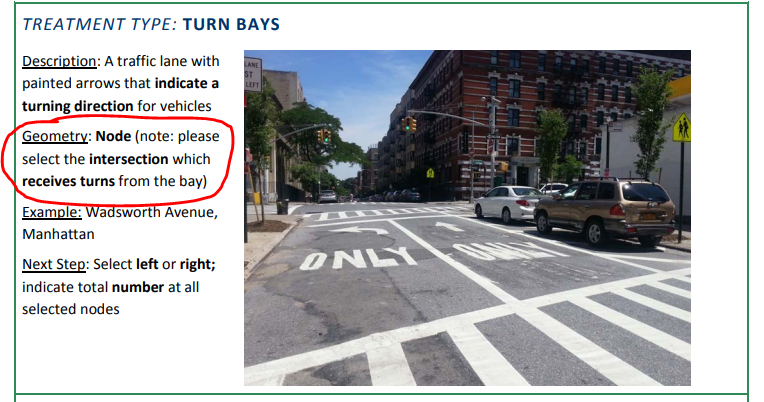 TREATMENT TYPE: TURN BAYS
Description: A traffic lane with
painted arrows that indicate a
turning direction for vehicles
Geometry: Node (note: please
select the intersection which
receives turns from the bay)
Example: Wadsworth Avenue,
Manhattan
Next Step: Select left or right;
indicate total number at all
selected nodes
LANE
ST
LEFT
ONLY
ONLY